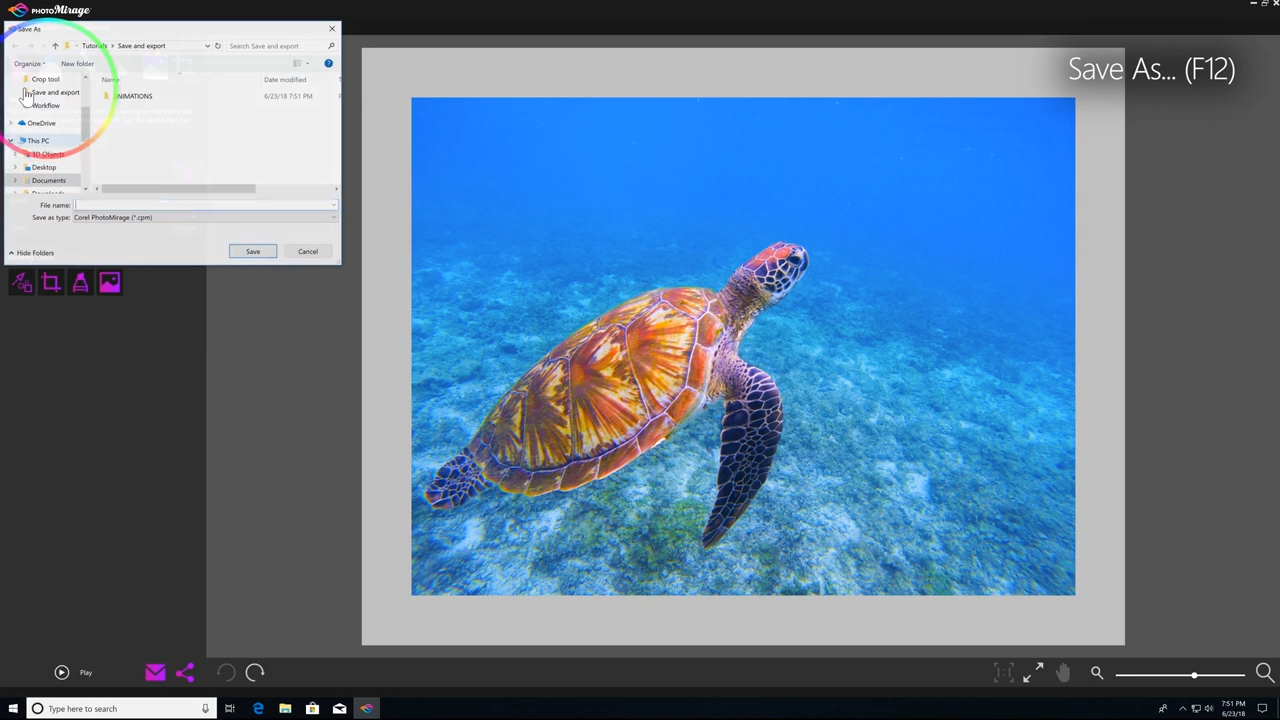 PHOTOMIRAGE
Save As
Tutorials > Save and export
Search Save and export
Organize
New folder
Crop tool
Save and export
Workflow
OneDrive
This PC
3D Objects
Desktop
Documents
Downloads
Name
Date modified
ANIMATIONS
6/23/18 7:51 PM
File name:
Save as type:
Corel PhotoMirage (*.cpm)
Hide Folders
Save
Cancel
Save As... (F12)
Play
Type here to search
7:51 PM
6/23/18